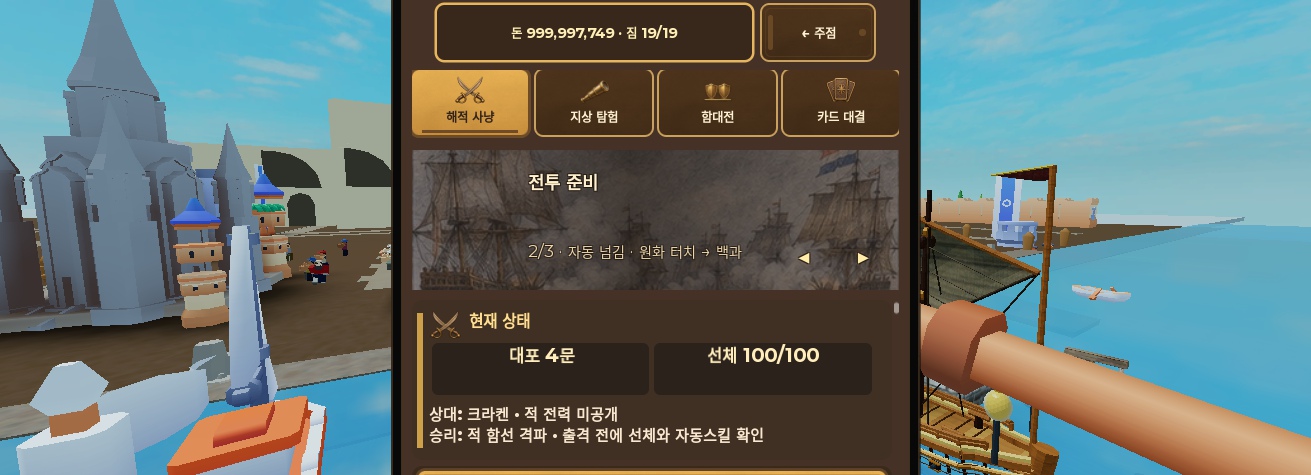 돈 999,997,749 · 짐 19/19
← 주점
해적 사냥
지상 탐험
함대전
카드 대결
전투 준비
2/3 · 자동 넘김 · 원화 터치 → 백과
◀ ▶
현재 상태
대포 4문
선체 100/100
상대: 크라켄 • 적 전력 미공개
승리: 적 함선 격파 • 출격 전에 선체와 자동스킬 확인